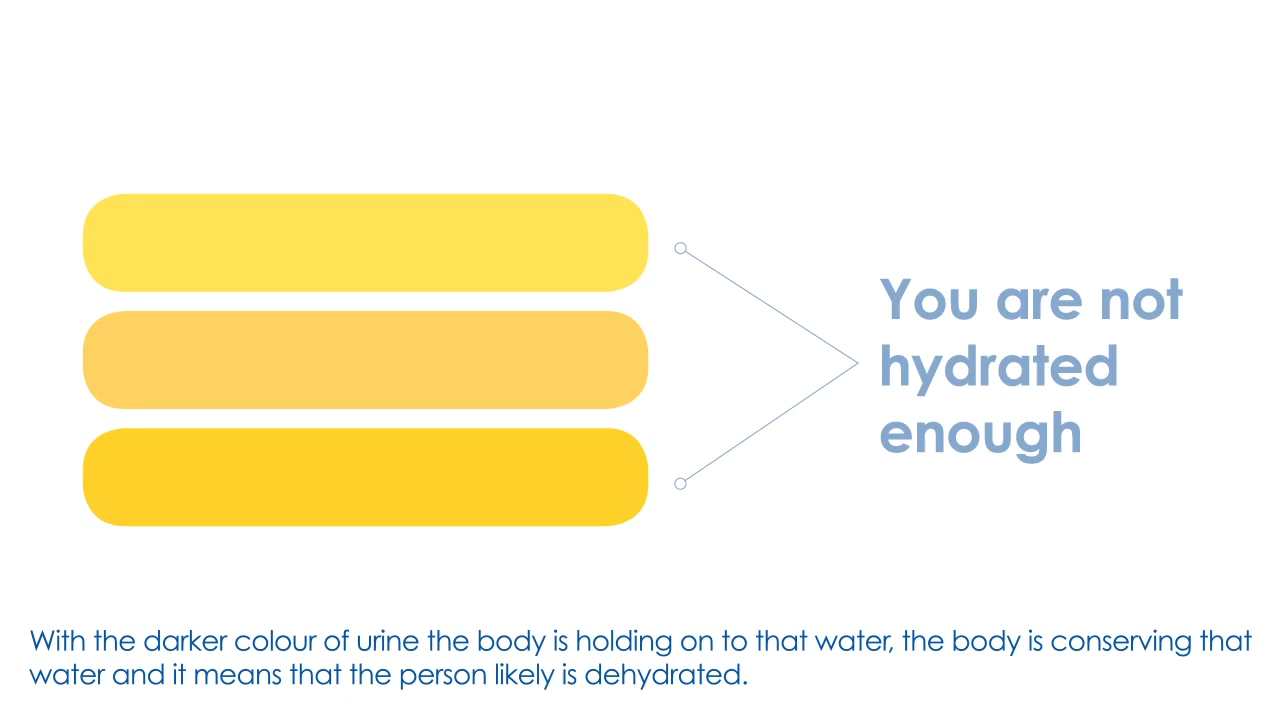 You are not
hydrated
enough
With the darker colour of urine the body is holding on to that water, the body is conserving that
water and it means that the person likely is dehydrated.